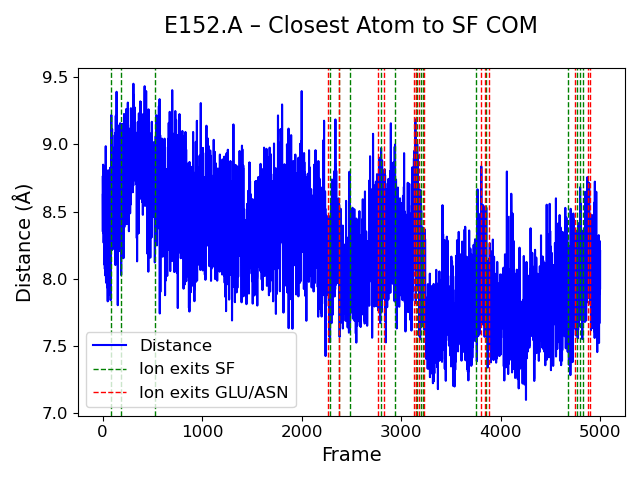 E152.A – Closest Atom to SF COM
Distance (Å)
9.5
9.0
8.5
8.0
7.5
7.0
Distance
Ion exits SF
Ion exits GLU/ASN
0
1000
2000
3000
4000
5000
Frame